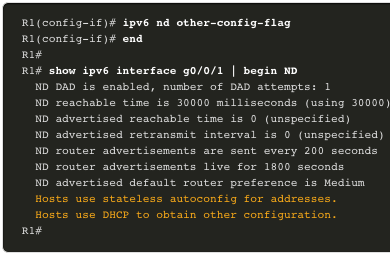 R1(config-if)# ipv6 nd other-config-flag
R1(config-if)# end
R1#
R1# show ipv6 interface g0/0/1 | begin ND
ND DAD is enabled, number of DAD attempts: 1
ND reachable time is 30000 milliseconds (using 30000)
ND advertised reachable time is 0 (unspecified)
ND advertised retransmit interval is 0 (unspecified)
ND router advertisements are sent every 200 seconds
ND router advertisements live for 1800 seconds
ND advertised default router preference is Medium
Hosts use stateless autoconfig for addresses.
Hosts use DHCP to obtain other configuration.
R1#